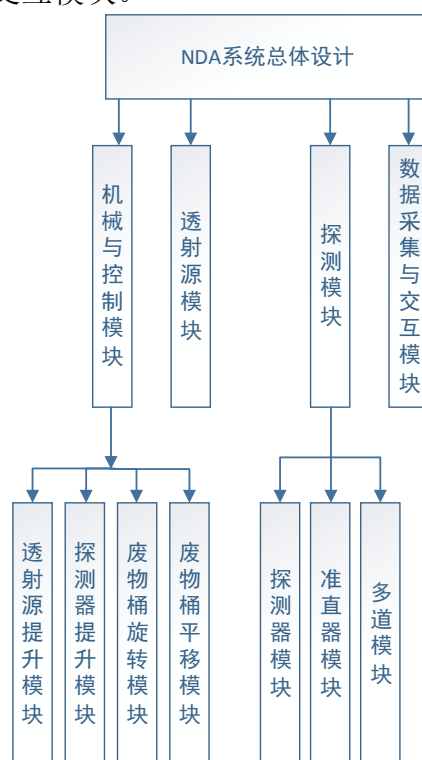 交互模块。
NDA系统总体设计
机械与控制模块
透射源模块
探测模块
数据采集与交互模块
透射源提升模块
探测器提升模块
废物桶旋转模块
废物桶平移模块
探测器模块
准直器模块
多道模块